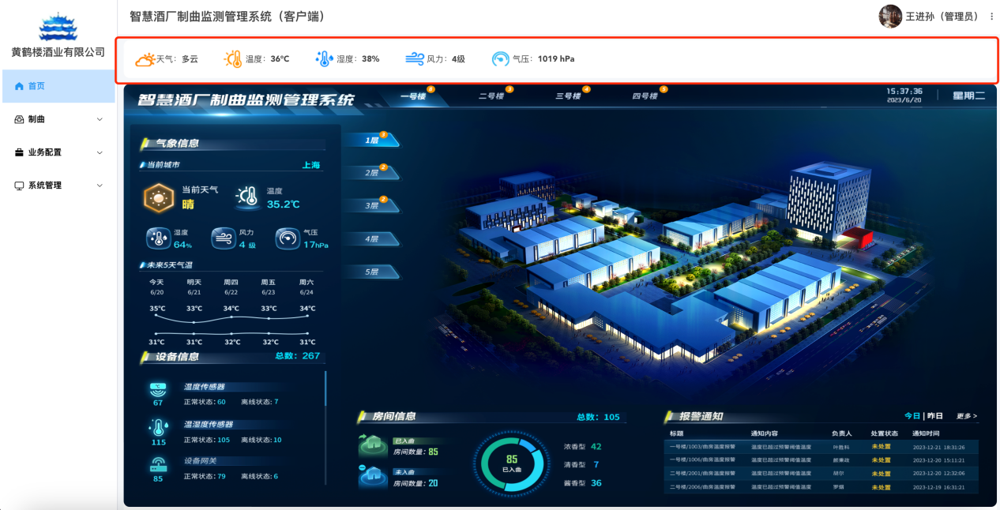 智慧酒厂制曲监测管理系统（客户端）
王进孙（管理员）
黄鹤楼酒业有限公司
首页
制曲
业务配置
系统管理
天气： 多云
温度： 36°C
湿度： 38%
风力： 4级
气压： 1019 hPa
智慧酒厂制曲监测管理系统
一号楼 8
二号楼 3
三号楼 4
四号楼 5
15:37:36
2023/6/20
星期二
气象信息
当前城市 上海
当前天气
晴
温度
35.2°C
湿度
64%
风力
4 级
气压
17hPa
未来5天气温
今天 明天 周四 周五 周六
6/20 6/21 6/22 6/23 6/24
35°C 33°C 34°C 33°C 34°C
31°C 31°C 32°C 32°C 31°C
1层 3
2层 2
3层 2
4层
5层
设备信息 总数：267
°C
温度传感器
67 正常状态：60 离线状态：7
温湿度传感器
115 正常状态：105 离线状态：10
设备网关
85 正常状态：79 离线状态：6
房间信息 总数：105
已入曲
房间数量：85
未入曲
房间数量：20
85
已入曲
浓香型 42
清香型 7
酱香型 36
报警通知 今日 | 昨日 更多 >
标题 通知内容 负责人 处置状态 通知时间
一号楼/1003/曲房温度报警 温度已超过预警阈值温度 叶胜科 未处置 2023-12-21 18:31:26
一号楼/1006/曲房温度报警 温度已超过预警阈值温度 未处置 2023-12-20 15:11:21
二号楼/2001/曲房温度报警 温度已超过预警阈值温度 胡尔 未处置 2023-12-20 12:32:06
二号楼/2006/曲房温度报警 温度已超过预警阈值温度 罗烟 未处置 2023-12-19 16:31:21